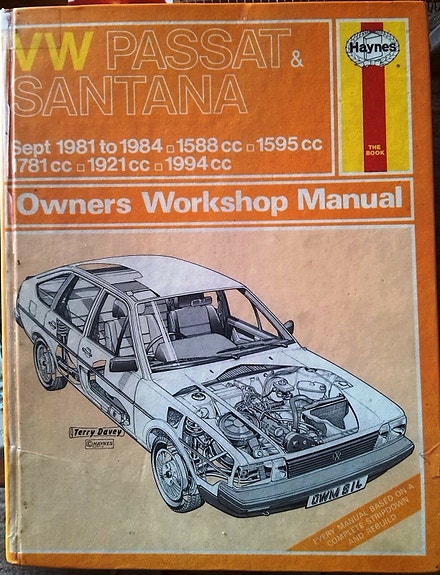 VW PASSAT &
SANTANA
Haynes
THE
BOOK
Sept 1981 to 1984 □ 1588 cc □ 1595 cc
1781 cc □ 1921 cc □ 1994 cc
Owners Workshop Manual
Terry Davey
© HAYNES
OWM 61L
EVERY MANUAL BASED ON A
COMPLETE STRIPDOWN
AND REBUILD